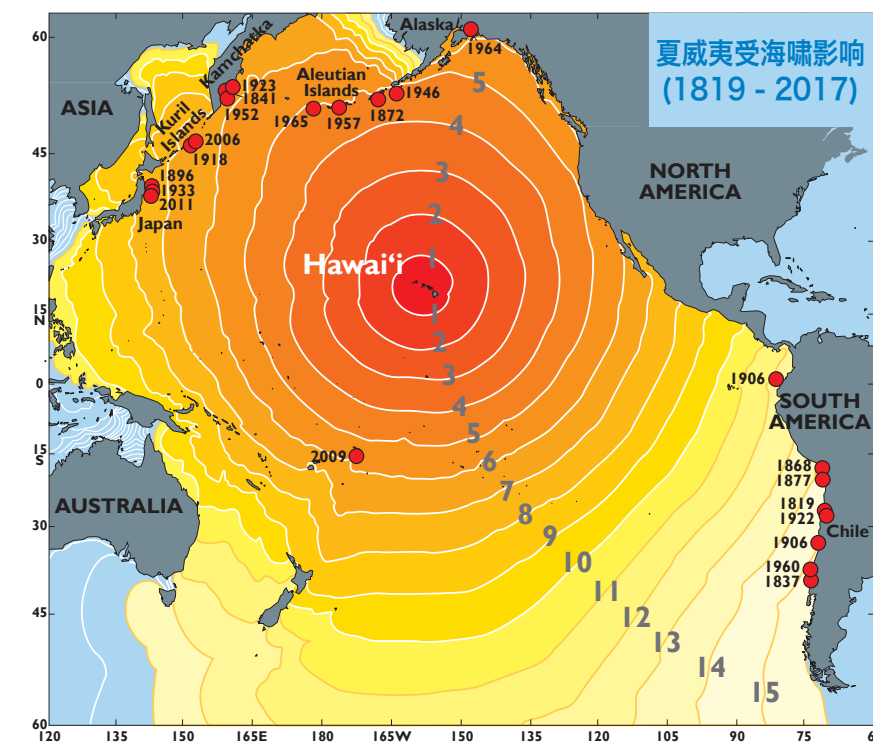 夏威夷受海啸影响
(1819 - 2017)
60
Alaska
1964
Kamchatka
1923
1841
1952
Aleutian
Islands
1946
1872
1957
1965
5
ASIA
Kuril
Islands
2006
1918
4
45
1896
1933
2011
Japan
3
NORTH
AMERICA
2
30
Hawai‘i
1
15
N
1
2
0
3
1906
4
SOUTH
AMERICA
5
15
S
2009
6
1868
1877
7
AUSTRALIA
8
1819
1922
30
9
Chile
1906
10
1960
1837
11
45
12
13
14
15
60
120
135
150
165E
180
165W
150
135
120
105
90
75
6